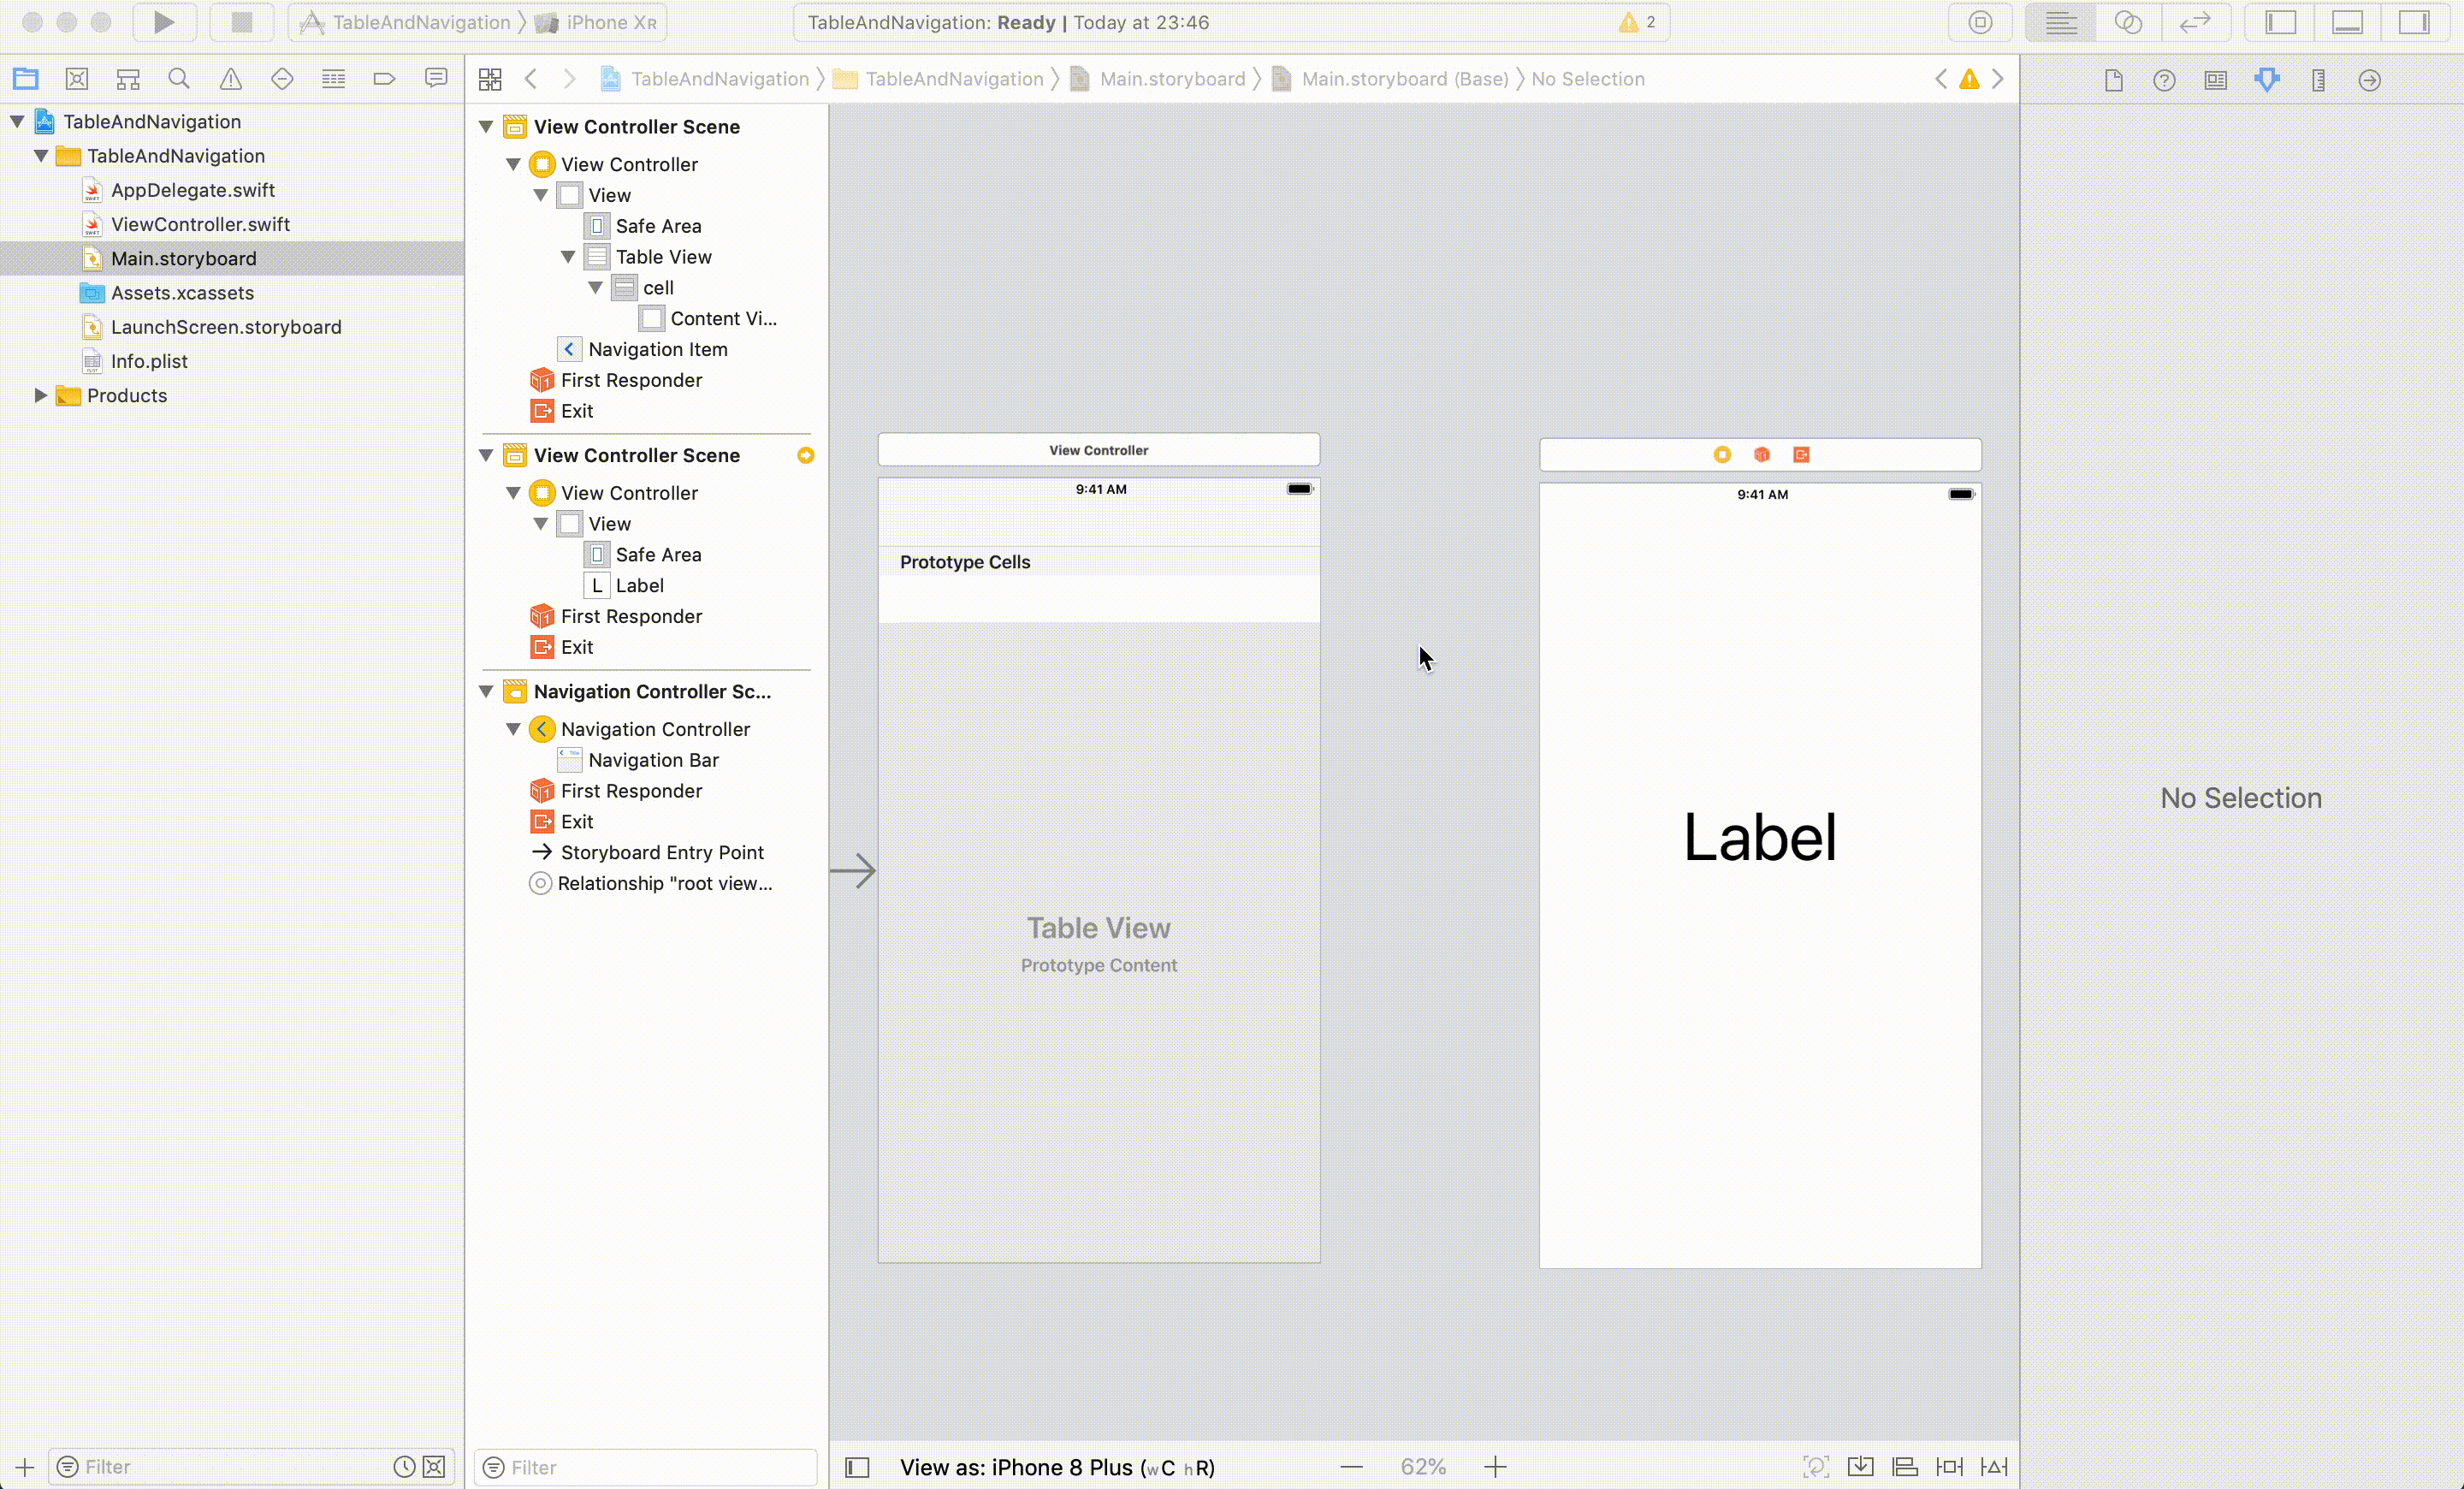 TableAndNavigation 〉 iPhone XR
TableAndNavigation: Ready | Today at 23:46
2
TableAndNavigation 〉 TableAndNavigation 〉 Main.storyboard 〉 Main.storyboard (Base) 〉 No Selection
TableAndNavigation
TableAndNavigation
AppDelegate.swift
ViewController.swift
Main.storyboard
Assets.xcassets
LaunchScreen.storyboard
Info.plist
Products
Filter
View Controller Scene
View Controller
View
Safe Area
Table View
cell
Content Vi...
Navigation Item
First Responder
Exit
View Controller Scene
View Controller
View
Safe Area
L Label
First Responder
Exit
Navigation Controller Sc...
Navigation Controller
Navigation Bar
First Responder
Exit
Storyboard Entry Point
Relationship "root view...
Filter
View Controller
9:41 AM
Prototype Cells
Table View
Prototype Content
9:41 AM
Label
View as: iPhone 8 Plus (wC hR)
62%
No Selection